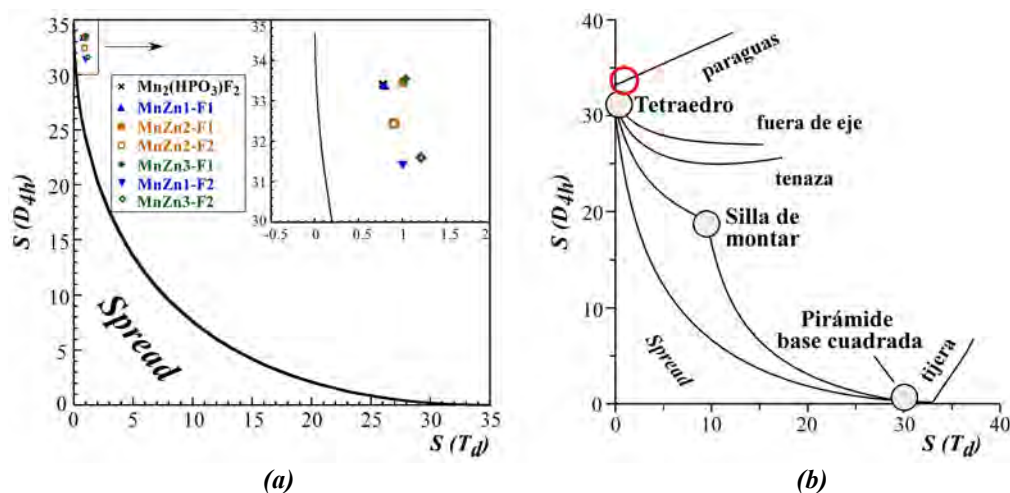 35
30
25
20
15
10
5
0
S (D4h)
0
5
10
15
20
25
30
35
S (Td)
Spread
Mn2(HPO3)F2
MnZn1-F1
MnZn2-F1
MnZn2-F2
MnZn3-F1
MnZn1-F2
MnZn3-F2
35
34
33
32
31
30
-0.5
0
0.5
1
1.5
2
(a)
40
30
20
10
0
S (D4h)
0
10
20
30
40
S (Td)
paraguas
Tetraedro
fuera de eje
tenaza
Silla de
montar
Pirámide
base cuadrada
tijera
Spread
(b)